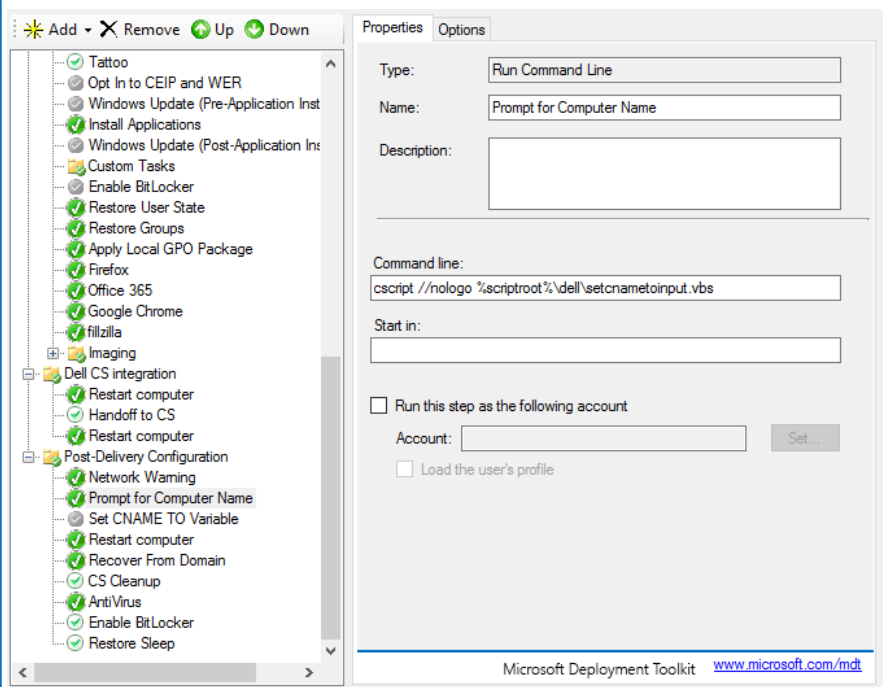 Add Remove Up Down
Tattoo
Opt In to CEIP and WER
Windows Update (Pre-Application Inst
Install Applications
Windows Update (Post-Application Ins
Custom Tasks
Enable BitLocker
Restore User State
Restore Groups
Apply Local GPO Package
Firefox
Office 365
Google Chrome
fillzilla
Imaging
Dell CS integration
Restart computer
Handoff to CS
Restart computer
Post-Delivery Configuration
Network Warning
Prompt for Computer Name
Set CNAME TO Variable
Restart computer
Recover From Domain
CS Cleanup
AntiVirus
Enable BitLocker
Restore Sleep
Properties Options
Type: Run Command Line
Name: Prompt for Computer Name
Description:
Command line:
cscript //nologo %scriptroot%\dell\setcnametoinput.vbs
Start in:
Run this step as the following account
Account: Set...
Load the user's profile
Microsoft Deployment Toolkit www.microsoft.com/mdt